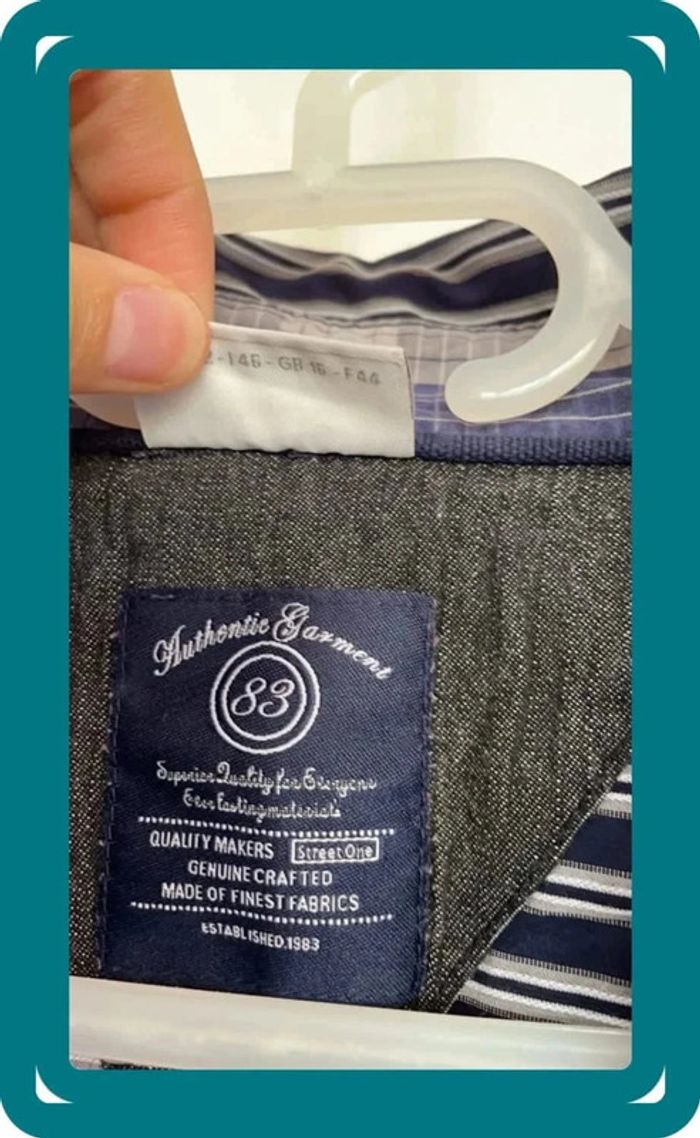 2-I46-GB 16-F44
Authentic Garment
83
Superior Quality for Everyone
Ever lasting materials
QUALITY MAKERS Street One
GENUINE CRAFTED
MADE OF FINEST FABRICS
ESTABLISHED.1983